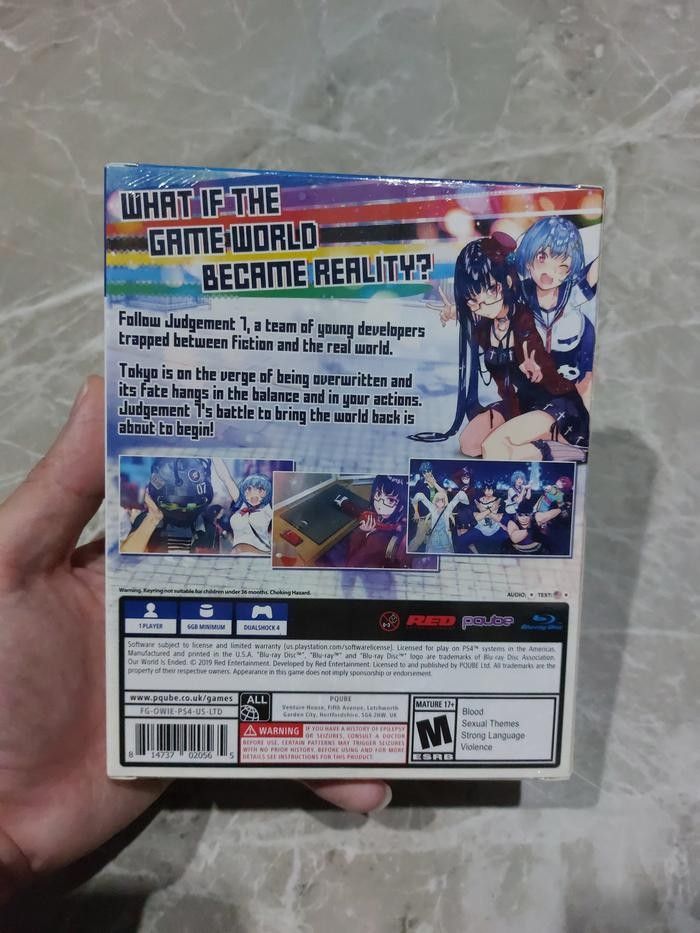 WHAT IF THE
GAME WORLD
BECAME REALITY?
Follow Judgement 7, a team of young developers
trapped between fiction and the real world.
Tokyo is on the verge of being overwritten and
its fate hangs in the balance and in your actions.
Judgement 7's battle to bring the world back is
about to begin!
07
Warning. Keyring not suitable for children under 36 months. Choking Hazard.
AUDIO: TEXT:
1 PLAYER
6GB MINIMUM
DUALSHOCK 4
0-3
RED
pqube
Blu-ray Disc
Software subject to license and limited warranty (us.playstation.com/softwarelicense). Licensed for play on PS4™ systems in the Americas.
Manufactured and printed in the U.S.A. "Blu-ray Disc™", "Blu-ray™" and "Blu-ray Disc™" logo are trademarks of Blu-ray Disc Association.
Our World Is Ended. © 2019 Red Entertainment. Developed by Red Entertainment. Licensed to and published by PQUBE Ltd. All trademarks are the
property of their respective owners. Appearance in this game does not imply sponsorship or endorsement.
www.pqube.co.uk/games
FG-OWIE-PS4-US-LTD
8 14737 02056 5
ALL
PQUBE
Venture House, Fifth Avenue, Letchworth
Garden City, Hertfordshire, SG6 2HW, UK
WARNING IF YOU HAVE A HISTORY OF EPILEPSY
OR SEIZURES, CONSULT A DOCTOR
BEFORE USE. CERTAIN PATTERNS MAY TRIGGER SEIZURES
WITH NO PRIOR HISTORY. BEFORE USING AND FOR MORE
DETAILS SEE INSTRUCTIONS FOR THIS PRODUCT.
MATURE 17+
M
ESRB
Blood
Sexual Themes
Strong Language
Violence